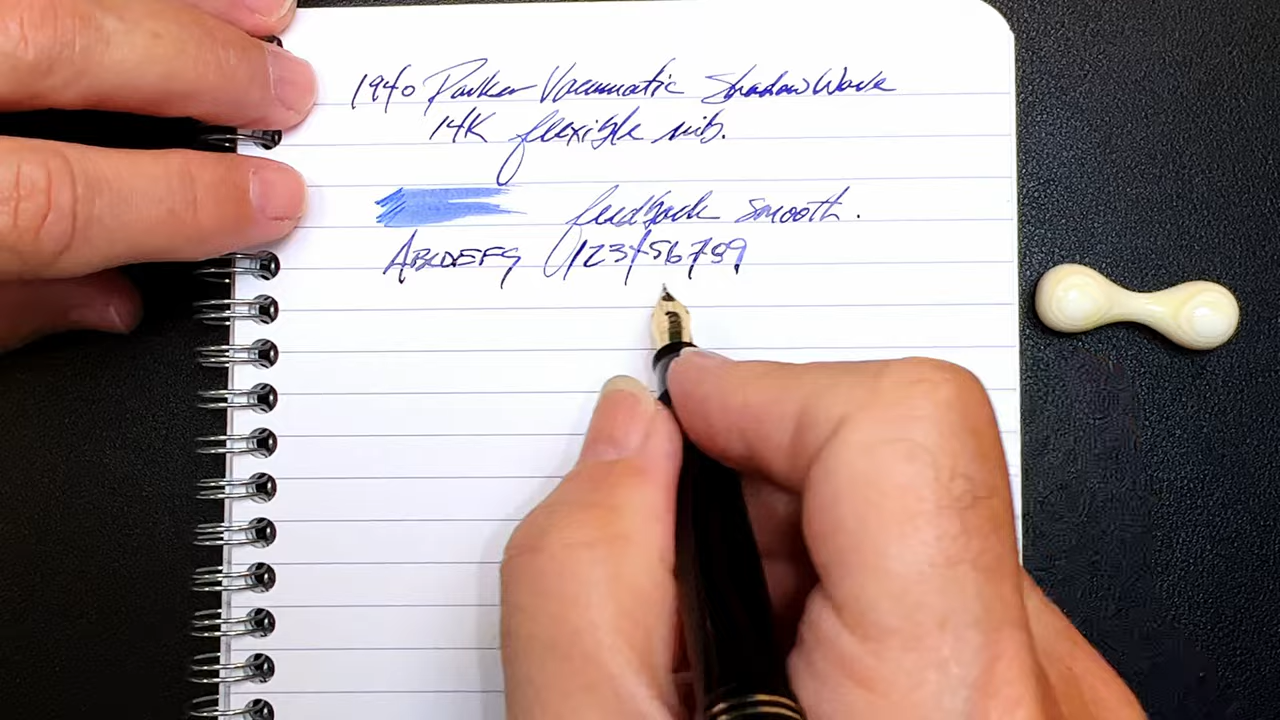 1940 Parker Vacumatic Shadow Wave
14K flexible nib.
feedback smooth.
ABCDEFG 0123456789